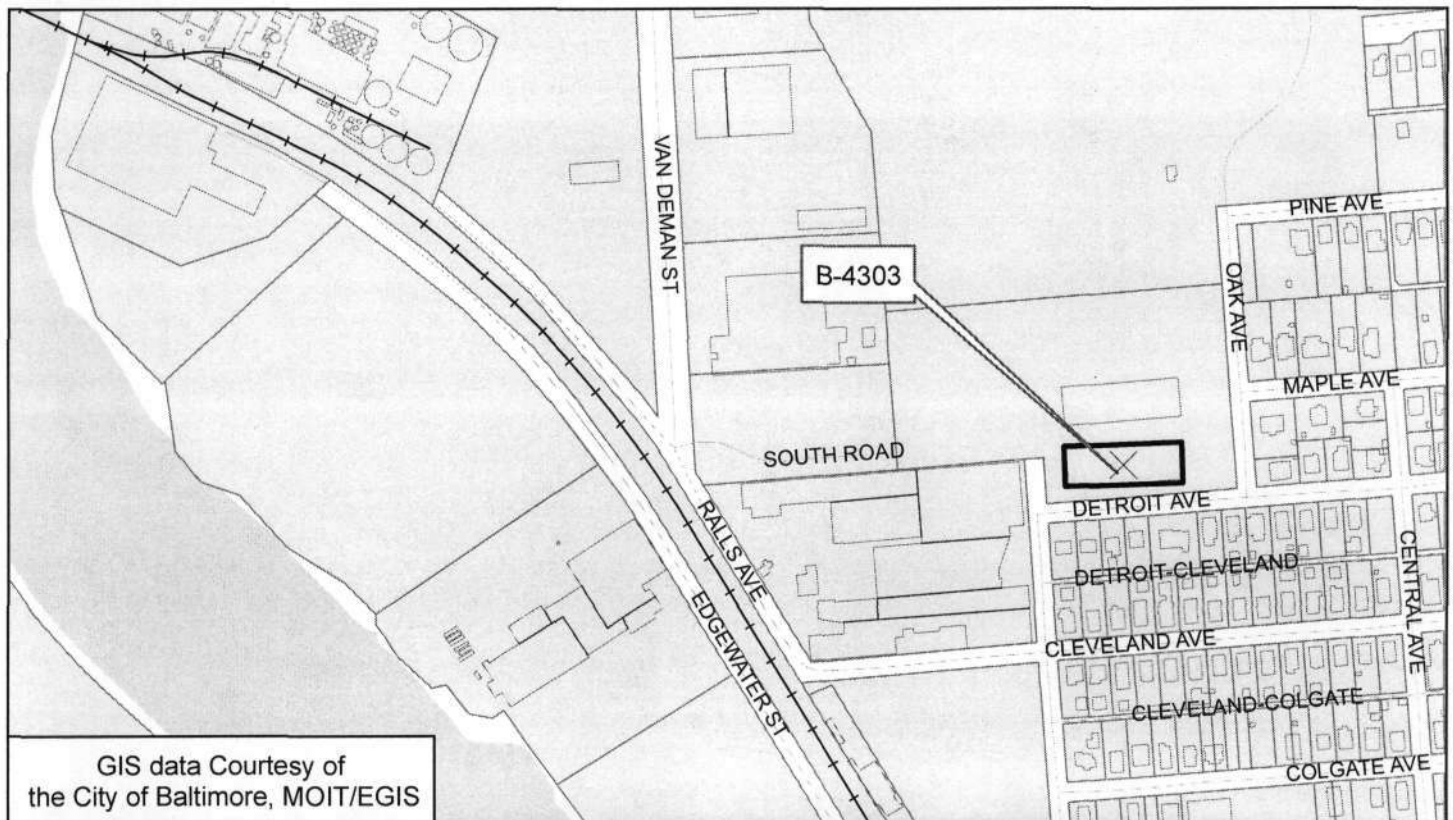 VAN DEMAN ST
PINE AVE
B-4303
OAK AVE
MAPLE AVE
SOUTH ROAD
DETROIT AVE
RALLS AVE
DETROIT-CLEVELAND
CENTRAL AVE
EDGEWATER ST
CLEVELAND AVE
CLEVELAND-COLGATE
COLGATE AVE
GIS data Courtesy of
the City of Baltimore, MOIT/EGIS